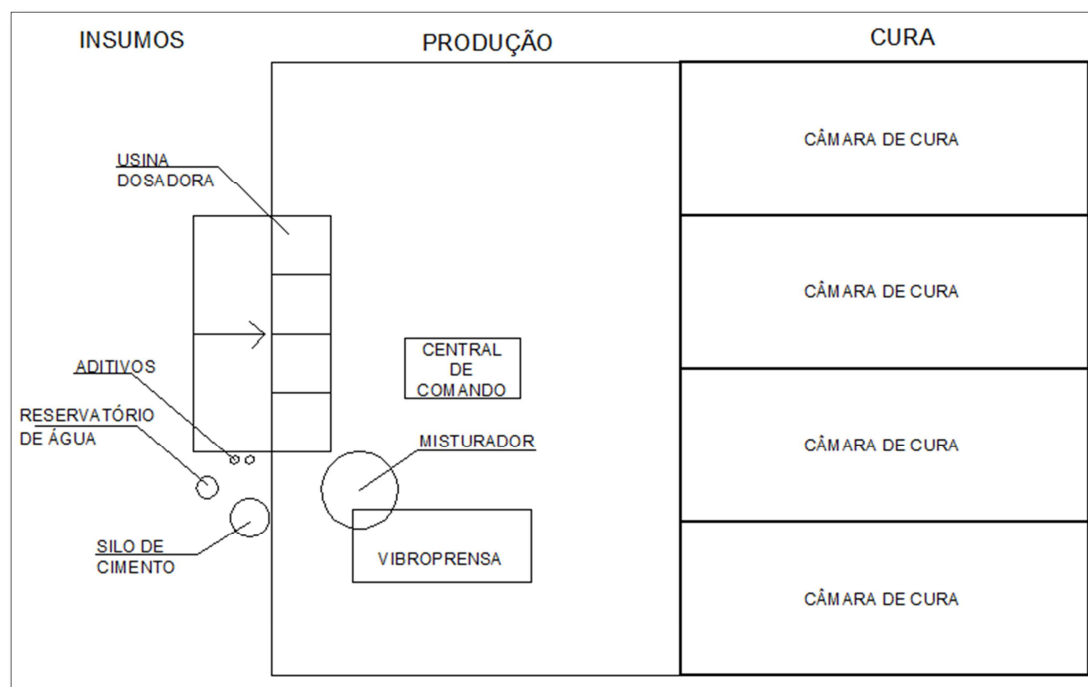 INSUMOS
PRODUÇÃO
CURA
USINA
DOSADORA
ADITIVOS
RESERVATÓRIO
DE ÁGUA
SILO DE
CIMENTO
CENTRAL
DE
COMANDO
MISTURADOR
VIBROPRENSA
CÂMARA DE CURA
CÂMARA DE CURA
CÂMARA DE CURA
CÂMARA DE CURA